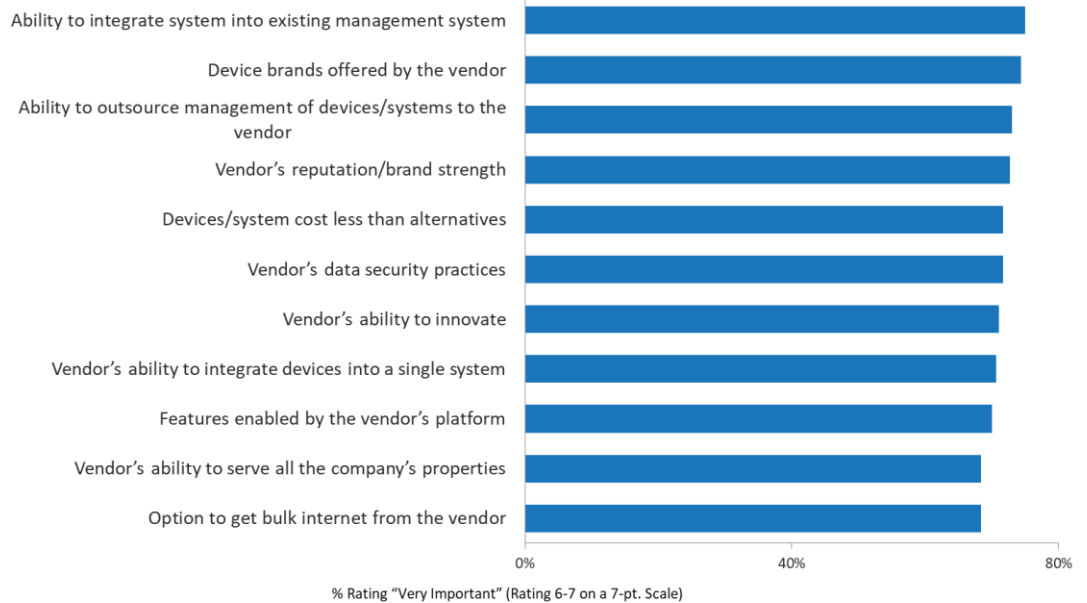 Ability to integrate system into existing management system
Device brands offered by the vendor
Ability to outsource management of devices/systems to the
vendor
Vendor’s reputation/brand strength
Devices/system cost less than alternatives
Vendor’s data security practices
Vendor’s ability to innovate
Vendor’s ability to integrate devices into a single system
Features enabled by the vendor’s platform
Vendor’s ability to serve all the company’s properties
Option to get bulk internet from the vendor
0% 40% 80%
% Rating “Very Important” (Rating 6-7 on a 7-pt. Scale)